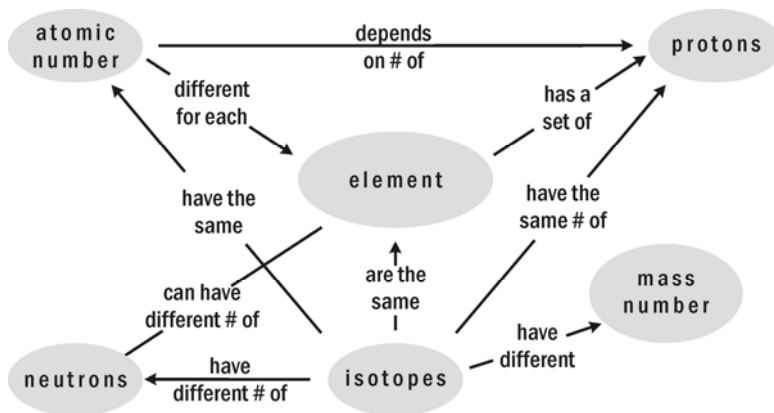 atomic
number
depends
on # of
protons
different
for each
has a
set of
element
have the
same
have the
same # of
are the
same
mass
number
can have
different # of
have
different
neutrons
have
different # of
isotopes